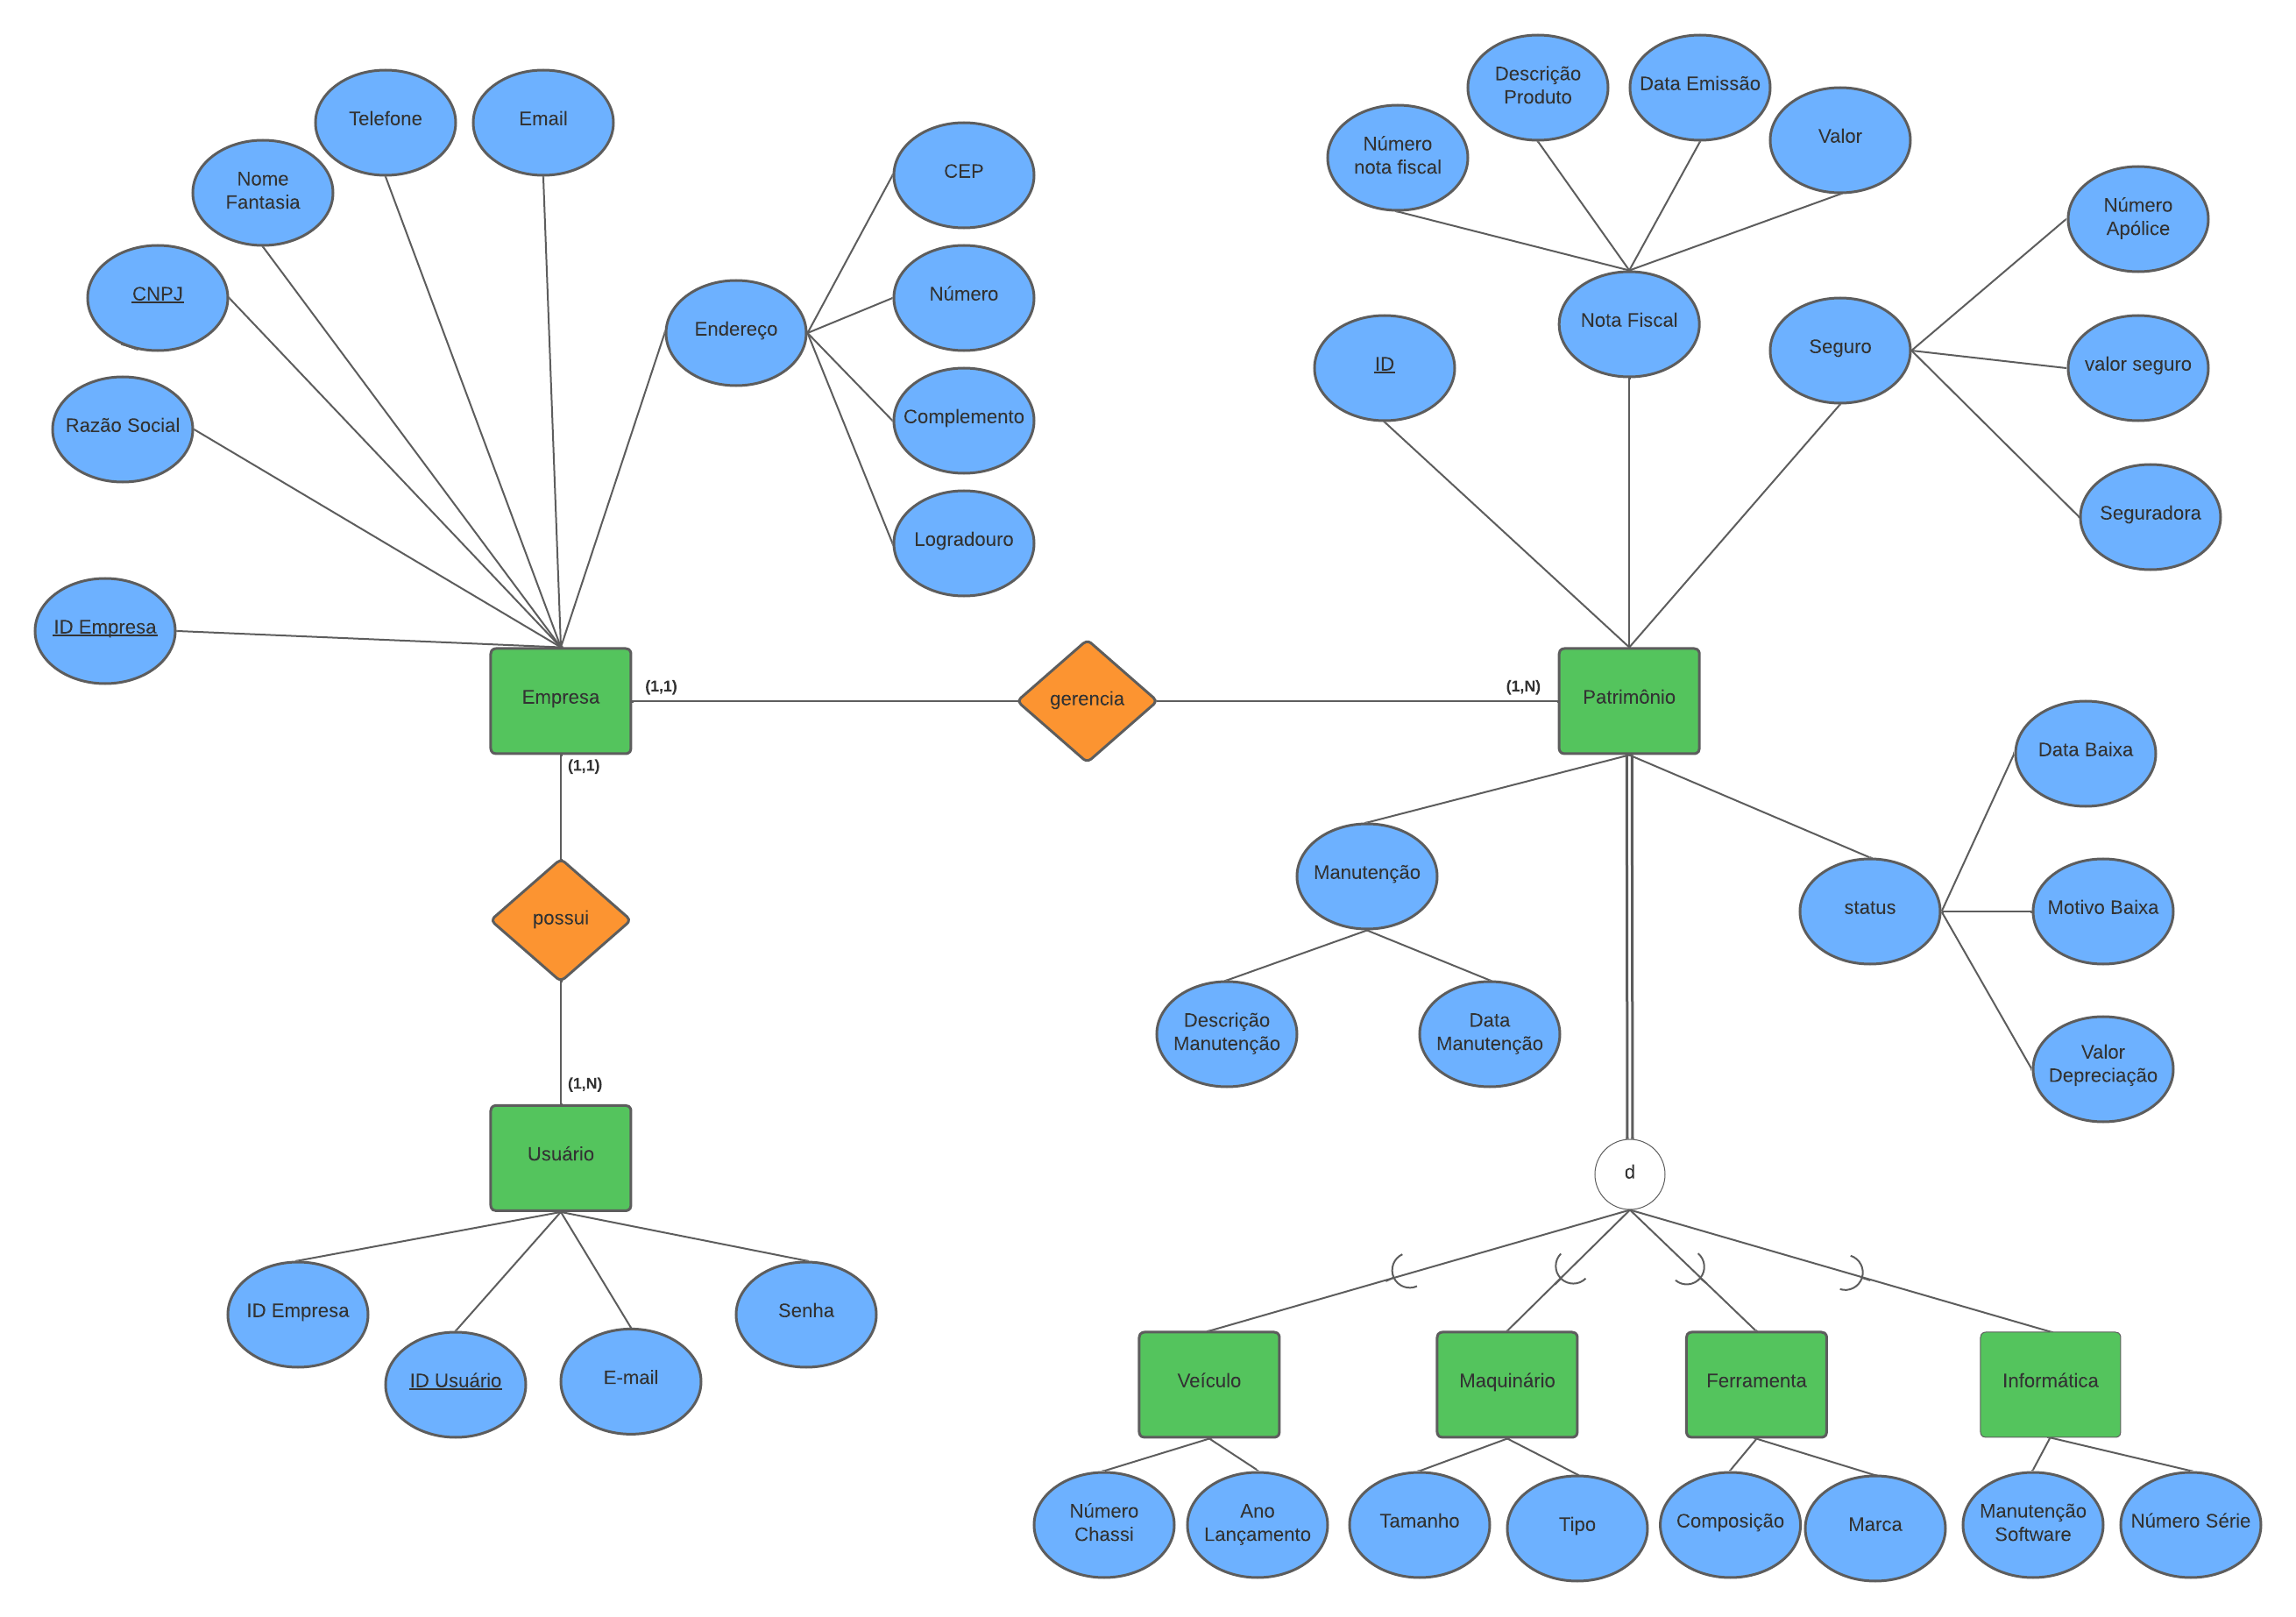 Descrição
Produto
Data Emissão
Telefone
Email
Valor
Número
nota fiscal
CEP
Nome
Fantasia
Número
Apólice
CNPJ
Número
Nota Fiscal
Endereço
Seguro
ID
valor seguro
Razão Social
Complemento
Seguradora
Logradouro
ID Empresa
Empresa
(1,1)
gerencia
(1,N)
Patrimônio
(1,1)
Data Baixa
Manutenção
possui
status
Motivo Baixa
Descrição
Manutenção
Data
Manutenção
Valor
Depreciação
(1,N)
Usuário
d
ID Empresa
Senha
ID Usuário
E-mail
Veículo
Maquinário
Ferramenta
Informática
Número
Chassi
Ano
Lançamento
Tamanho
Tipo
Composição
Marca
Manutenção
Software
Número Série